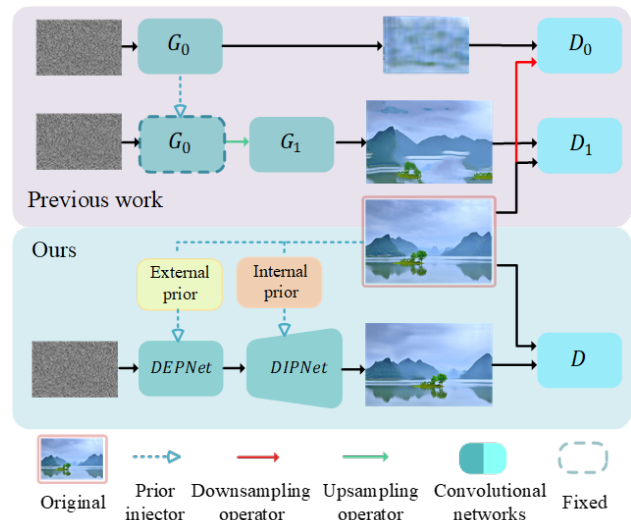 G₀
D₀
G₀
G₁
D₁
Previous work
Ours
External
prior
Internal
prior
DEPNet
DIPNet
D
Original
Prior
injector
Downsampling
operator
Upsampling
operator
Convolutional
networks
Fixed